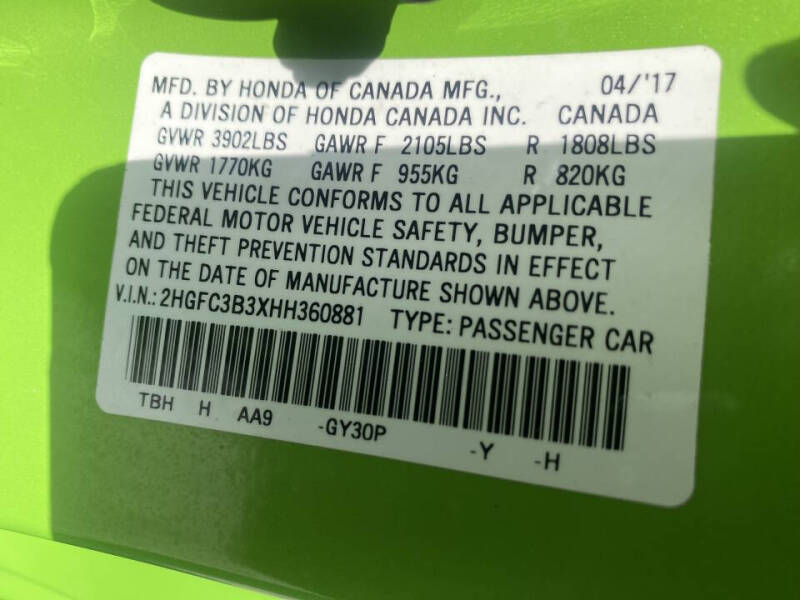 MFD. BY HONDA OF CANADA MFG., 04/'17
A DIVISION OF HONDA CANADA INC. CANADA
GVWR 3902LBS GAWR F 2105LBS R 1808LBS
GVWR 1770KG GAWR F 955KG R 820KG
THIS VEHICLE CONFORMS TO ALL APPLICABLE
FEDERAL MOTOR VEHICLE SAFETY, BUMPER,
AND THEFT PREVENTION STANDARDS IN EFFECT
ON THE DATE OF MANUFACTURE SHOWN ABOVE.
V.I.N.: 2HGFC3B3XHH360881 TYPE: PASSENGER CAR
TBH H AA9 -GY30P -Y -H